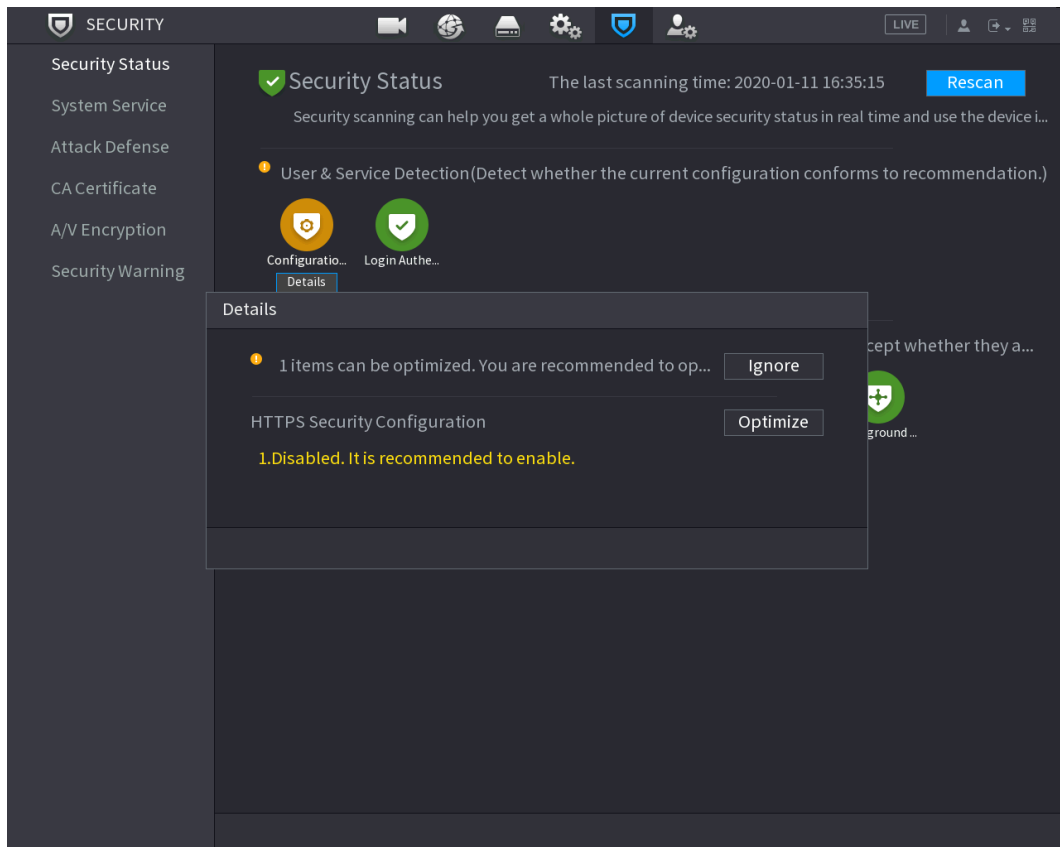 SECURITY
LIVE
Security Status
System Service
Attack Defense
CA Certificate
A/V Encryption
Security Warning
Security Status
The last scanning time: 2020-01-11 16:35:15
Rescan
Security scanning can help you get a whole picture of device security status in real time and use the device i...
User & Service Detection(Detect whether the current configuration conforms to recommendation.)
Configuratio...
Login Authe...
Details
cept whether they a...
ground ...
Details
1 items can be optimized. You are recommended to op...
Ignore
HTTPS Security Configuration
Optimize
1.Disabled. It is recommended to enable.